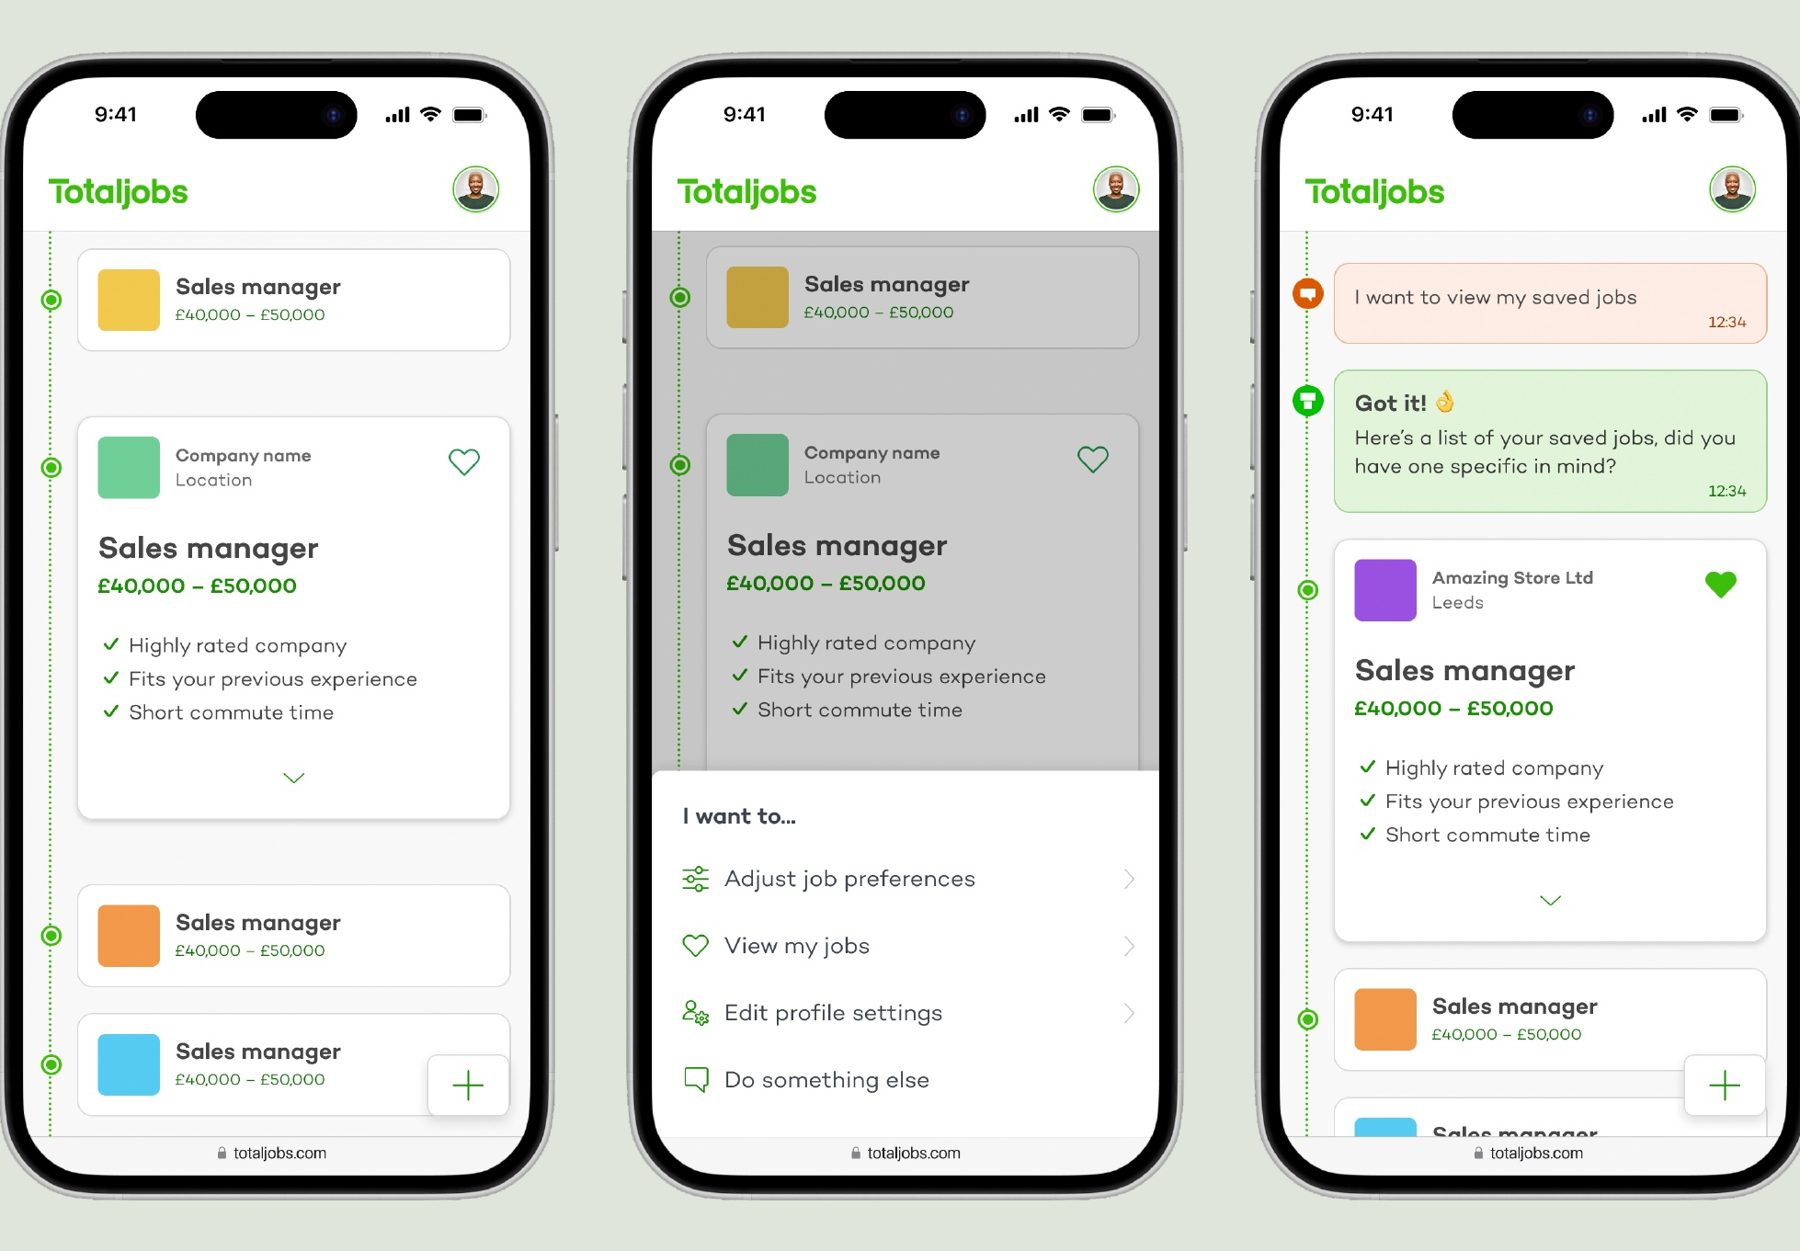 9:41
Totaljobs
Sales manager
£40,000 – £50,000
Company name
Location
Sales manager
£40,000 – £50,000
Highly rated company
Fits your previous experience
Short commute time
Sales manager
£40,000 – £50,000
Sales manager
£40,000 – £50,000
totaljobs.com
9:41
Totaljobs
Sales manager
£40,000 – £50,000
Company name
Location
Sales manager
£40,000 – £50,000
Highly rated company
Fits your previous experience
Short commute time
I want to...
Adjust job preferences
View my jobs
Edit profile settings
Do something else
totaljobs.com
9:41
Totaljobs
I want to view my saved jobs
12:34
Got it! 👌
Here’s a list of your saved jobs, did you
have one specific in mind?
12:34
Amazing Store Ltd
Leeds
Sales manager
£40,000 – £50,000
Highly rated company
Fits your previous experience
Short commute time
Sales manager
£40,000 – £50,000
Sales manager
totaljobs.com